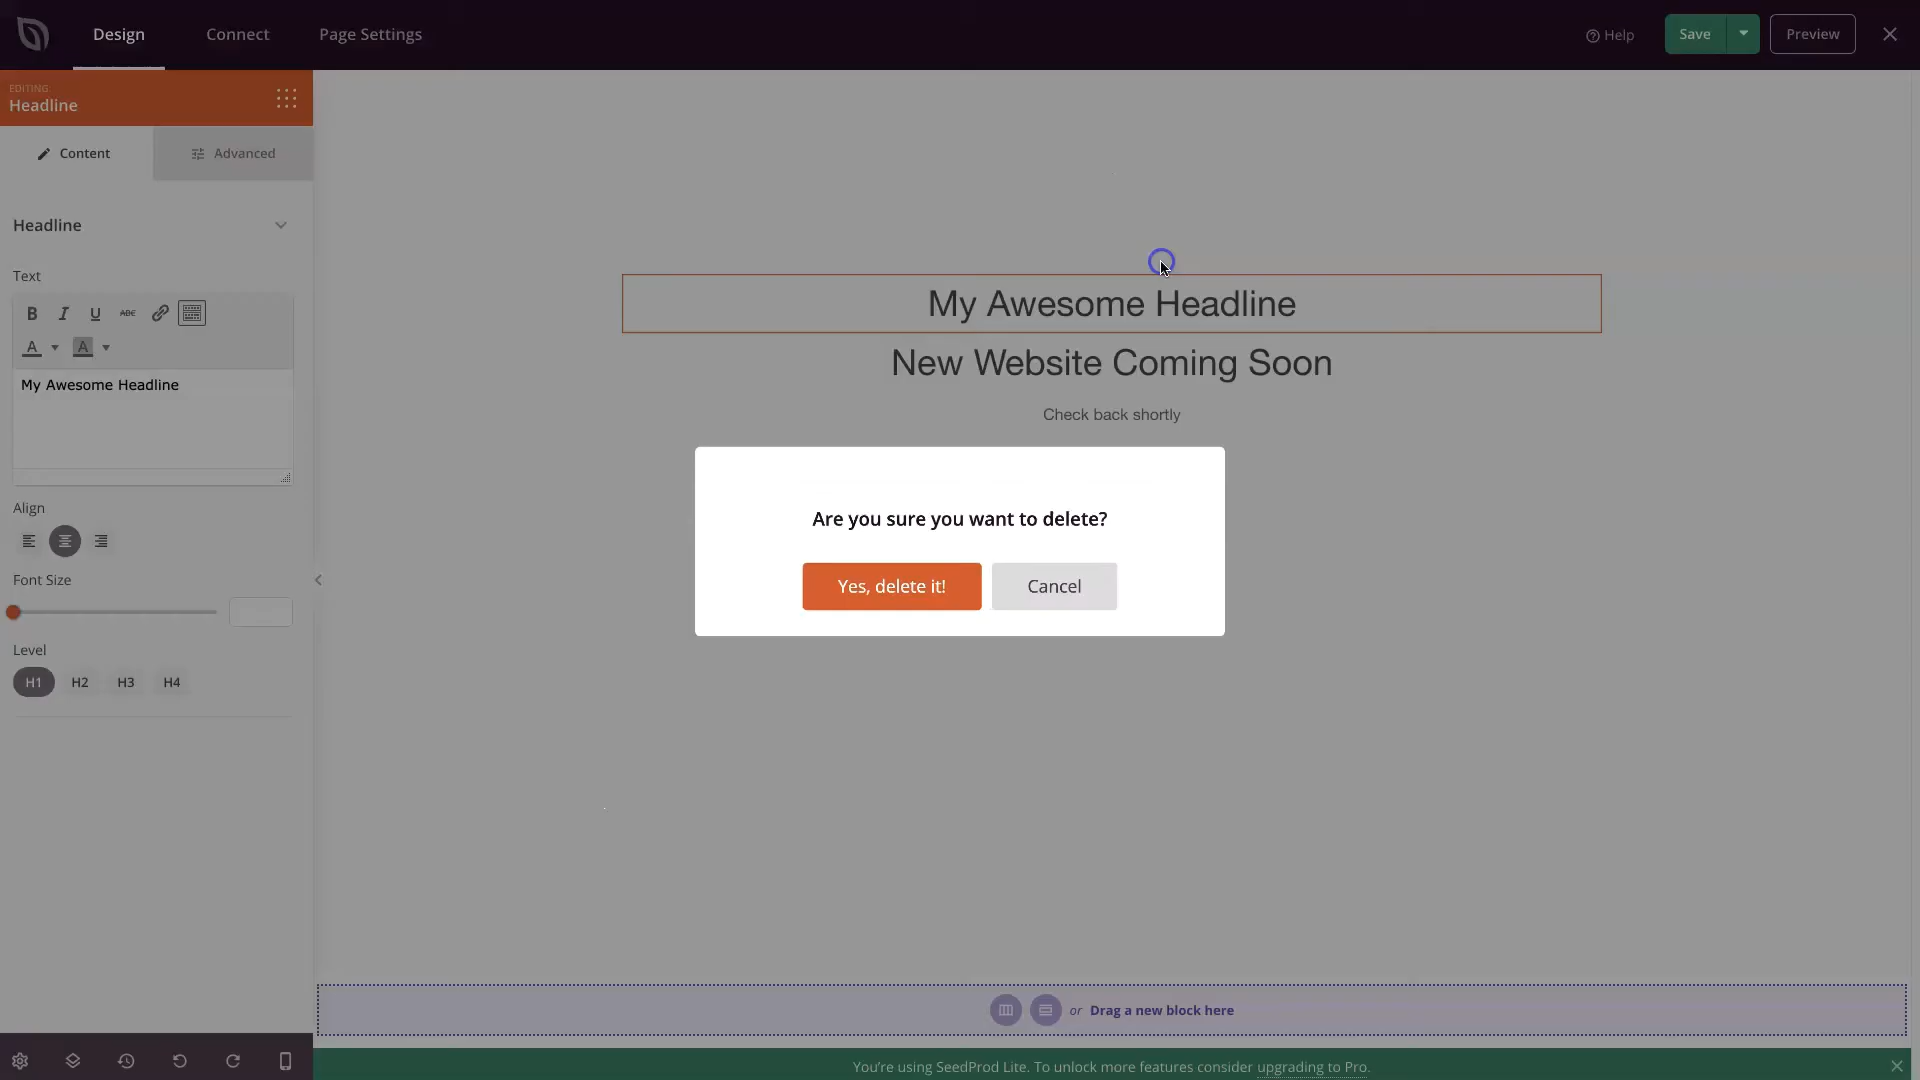 Design
Connect
Page Settings
Help
Save
Preview
EDITING:
Headline
Content
Advanced
Headline
Text
B I U ABC
A A
My Awesome Headline
Align
Font Size
Level
H1 H2 H3 H4
My Awesome Headline
New Website Coming Soon
Check back shortly
Are you sure you want to delete?
Yes, delete it!
Cancel
or Drag a new block here
You're using SeedProd Lite. To unlock more features consider upgrading to Pro.